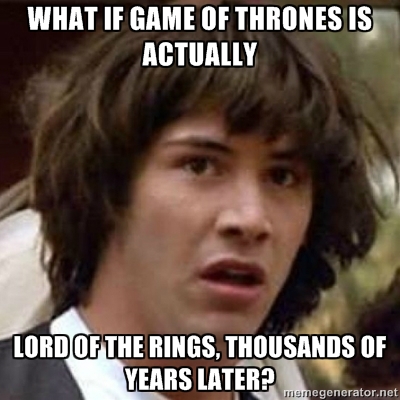 WHAT IF GAME OF THRONES IS
ACTUALLY
LORD OF THE RINGS, THOUSANDS OF
YEARS LATER?
memegenerator.net